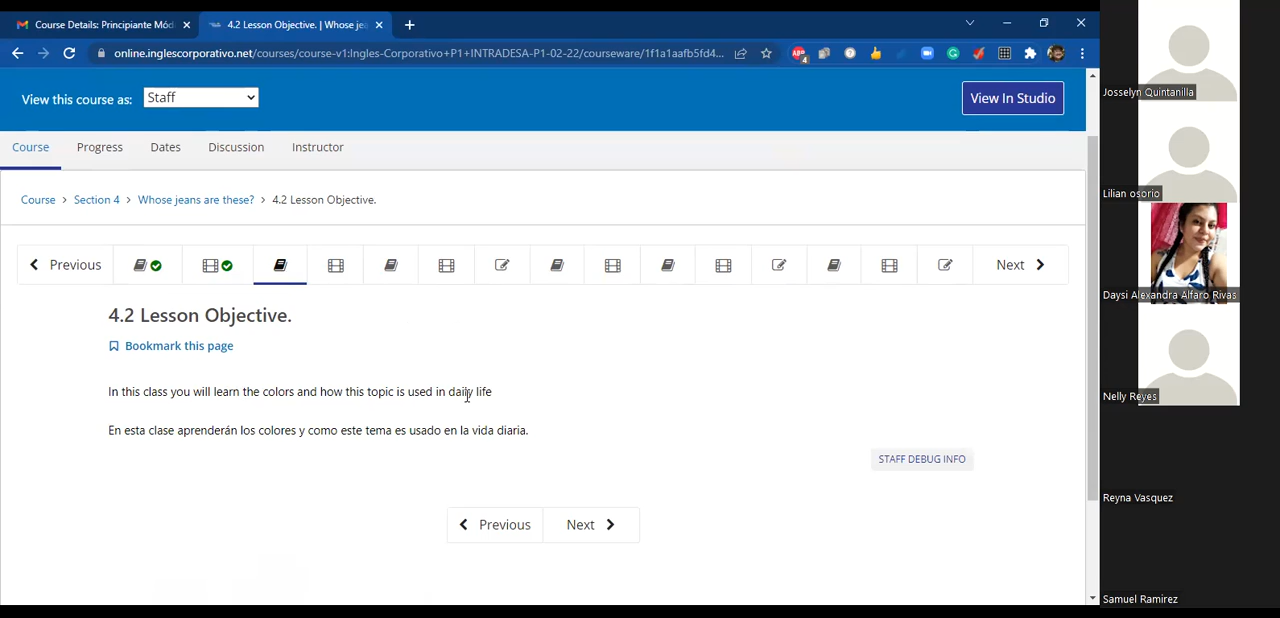 Course Details: Principiante Mód
4.2 Lesson Objective. | Whose jea
online.inglescorporativo.net/courses/course-v1:Ingles-Corporativo+P1+INTRADESA-P1-02-22/courseware/1f1a1aafb5fd4...
ABP
4
View this course as:
Staff
View In Studio
Course
Progress
Dates
Discussion
Instructor
Course > Section 4 > Whose jeans are these? > 4.2 Lesson Objective.
Previous
Next
4.2 Lesson Objective.
Bookmark this page
In this class you will learn the colors and how this topic is used in daily life
En esta clase aprenderán los colores y como este tema es usado en la vida diaria.
STAFF DEBUG INFO
Previous
Next
Josselyn Quintanilla
Lilian osorio
Daysi Alexandra Alfaro Rivas
Nelly Reyes
Reyna Vasquez
Samuel Ramirez